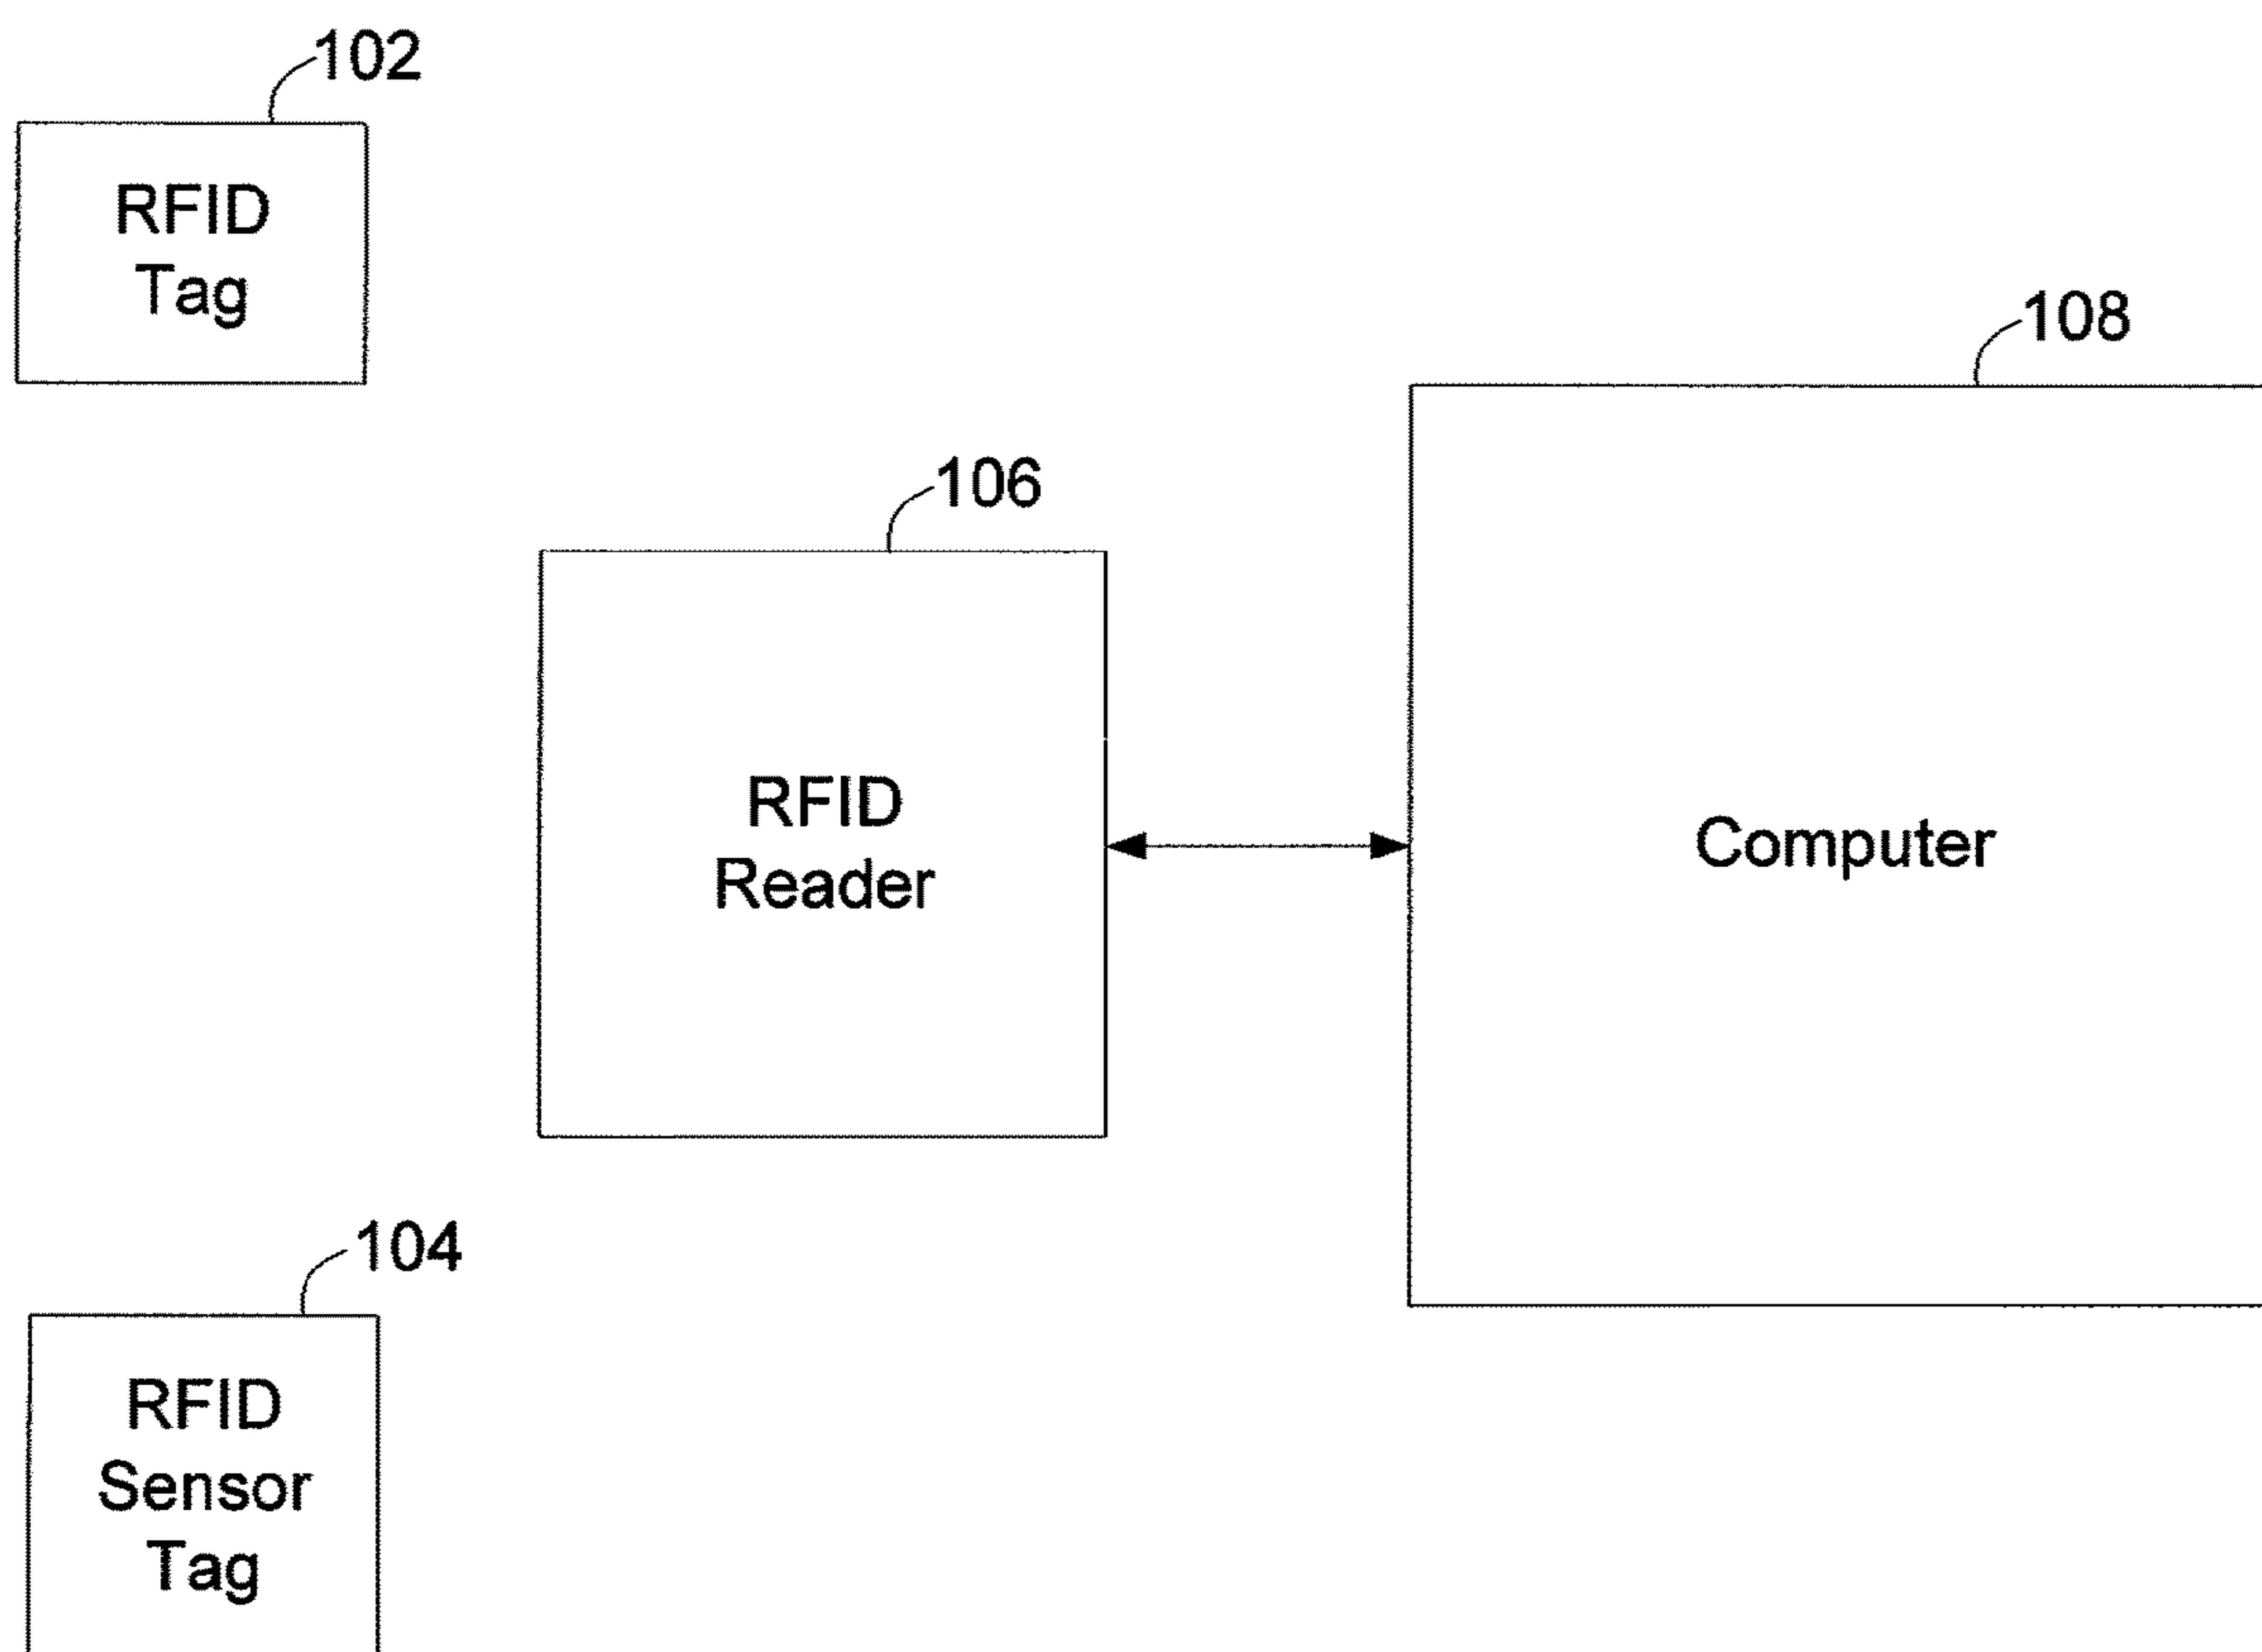 102
RFID
Tag
108
106
RFID
Reader
Computer
104
RFID
Sensor
Tag